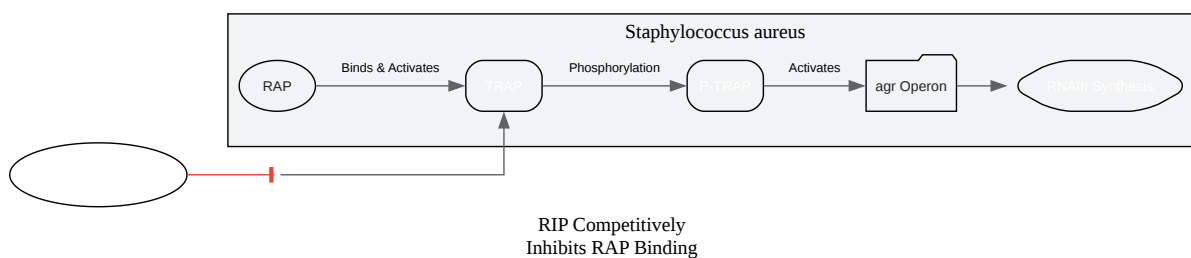 Staphylococcus aureus
RAP
Binds & Activates
TRAP
Phosphorylation
P-TRAP
Activates
agr Operon
RNAIII Synthesis
RIP Competitively
Inhibits RAP Binding